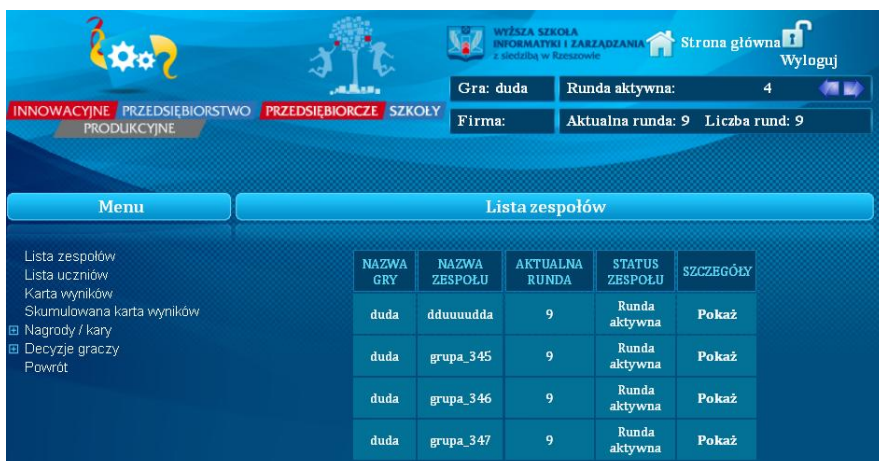 WYŻSZA SZKOŁA
INFORMATYKI I ZARZĄDZANIA
z siedzibą w Rzeszowie
Strona główna
Wyloguj
Gra: duda
Runda aktywna: 4
INNOWACYJNE PRZEDSIĘBIORSTWO
PRODUKCYJNE
PRZEDSIĘBIORCZE SZKOŁY
Firma:
Aktualna runda: 9 Liczba rund: 9
Menu
Lista zespołów
Lista zespołów
Lista uczniów
Karta wyników
Skumulowana karta wyników
Nagrody / kary
Decyzje graczy
Powrót
NAZWA GRY NAZWA ZESPOŁU AKTUALNA RUNDA STATUS ZESPOŁU SZCZEGÓŁY
duda dduuuudda 9 Runda aktywna Pokaż
duda grupa_345 9 Runda aktywna Pokaż
duda grupa_346 9 Runda aktywna Pokaż
duda grupa_347 9 Runda aktywna Pokaż